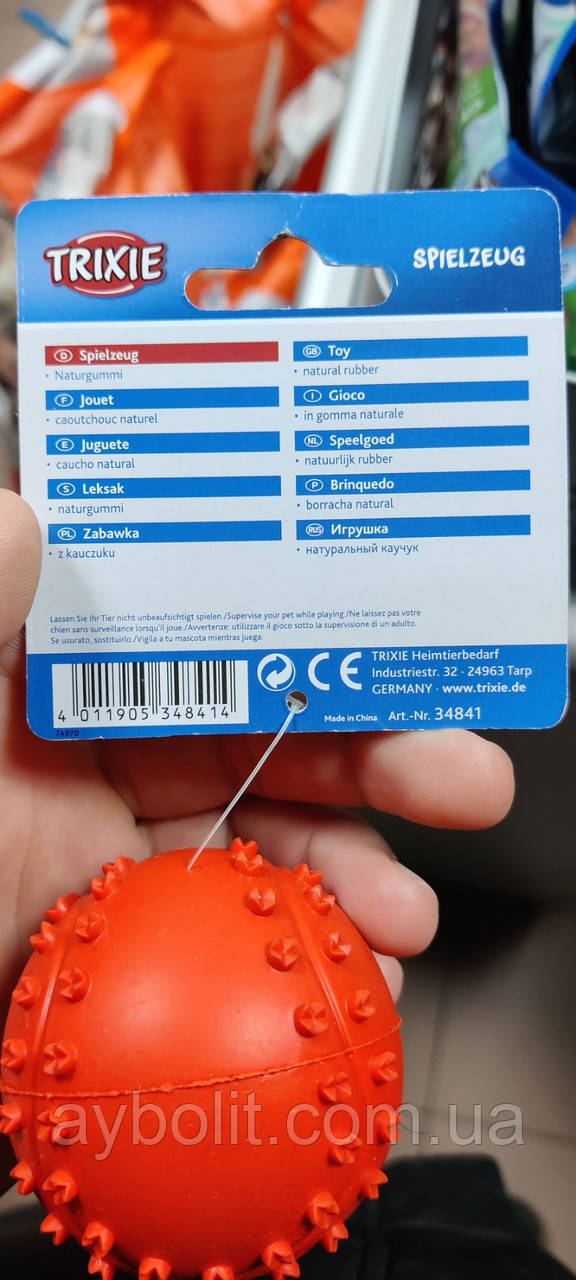 TRIXIE
SPIELZEUG
D Spielzeug
• Naturgummi
F Jouet
• caoutchouc naturel
E Juguete
• caucho natural
S Leksak
• naturgummi
PL Zabawka
• z kauczuku
GB Toy
• natural rubber
I Gioco
• in gomma naturale
NL Speelgoed
• natuurlijk rubber
P Brinquedo
• borracha natural
RUS Игрушка
• натуральный каучук
Lassen Sie Ihr Tier nicht unbeaufsichtigt spielen./Supervise your pet while playing./Ne laissez pas votre
chien sans surveillance lorsqu'il joue./Avvertenze: utilizzare il gioco sotto la supervisione di un adulto.
Se usurato, sostituirlo./Vigila a tu mascota mientras juega.
4 011905 348414
74970
CE
TRIXIE Heimtierbedarf
Industriestr. 32 · 24963 Tarp
GERMANY · www.trixie.de
Made in China Art.-Nr. 34841
aybolit.com.ua